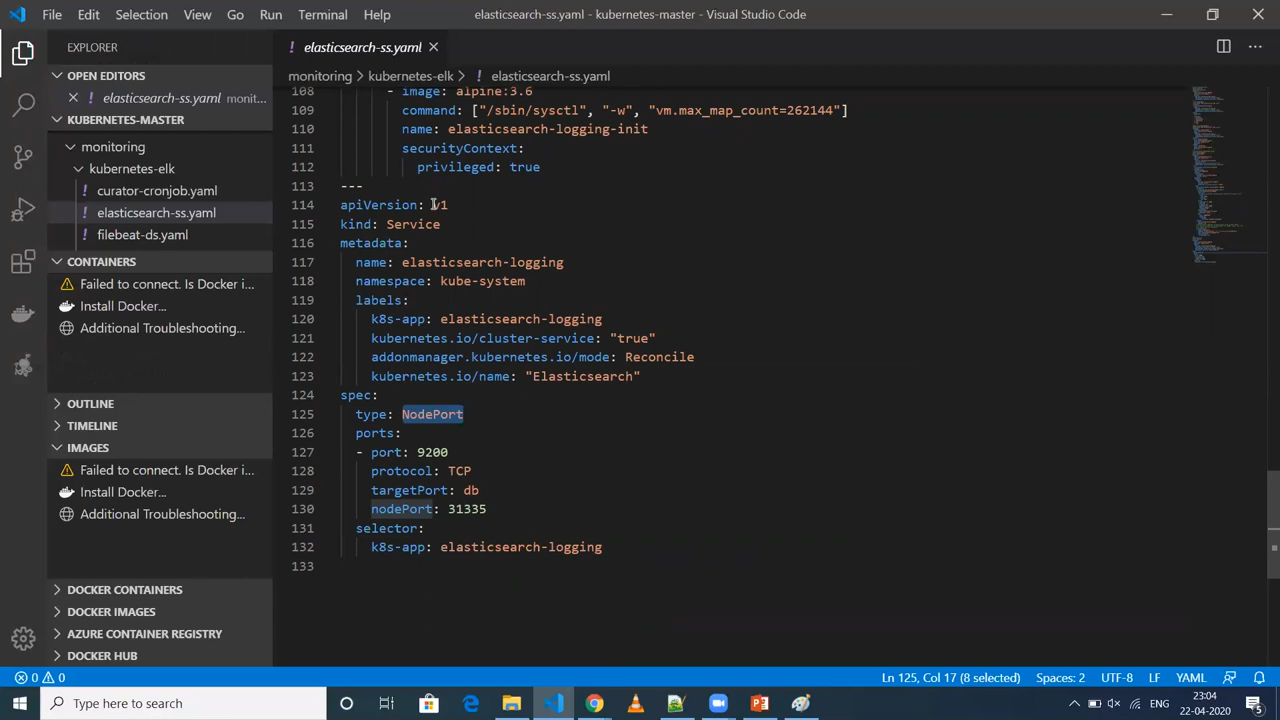 File Edit Selection View Go Run Terminal Help elasticsearch-ss.yaml - kubernetes-master - Visual Studio Code
EXPLORER
OPEN EDITORS
elasticsearch-ss.yaml monit...
KUBERNETES-MASTER
monitoring
kubernetes-elk
curator-cronjob.yaml
elasticsearch-ss.yaml
filebeat-ds.yaml
CONTAINERS
Failed to connect. Is Docker i...
Install Docker...
Additional Troubleshooting...
OUTLINE
TIMELINE
IMAGES
Failed to connect. Is Docker i...
Install Docker...
Additional Troubleshooting...
DOCKER CONTAINERS
DOCKER IMAGES
AZURE CONTAINER REGISTRY
DOCKER HUB
! elasticsearch-ss.yaml
monitoring > kubernetes-elk > ! elasticsearch-ss.yaml
108 - image: alpine:3.6
109 command: ["/sbin/sysctl", "-w", "vm.max_map_count=262144"]
110 name: elasticsearch-logging-init
111 securityContext:
112 privileged: true
113 ---
114 apiVersion: v1
115 kind: Service
116 metadata:
117 name: elasticsearch-logging
118 namespace: kube-system
119 labels:
120 k8s-app: elasticsearch-logging
121 kubernetes.io/cluster-service: "true"
122 addonmanager.kubernetes.io/mode: Reconcile
123 kubernetes.io/name: "Elasticsearch"
124 spec:
125 type: NodePort
126 ports:
127 - port: 9200
128 protocol: TCP
129 targetPort: db
130 nodePort: 31335
131 selector:
132 k8s-app: elasticsearch-logging
133
0 0 Ln 125, Col 17 (8 selected) Spaces: 2 UTF-8 LF YAML
Type here to search
ENG
23:04
22-04-2020
5